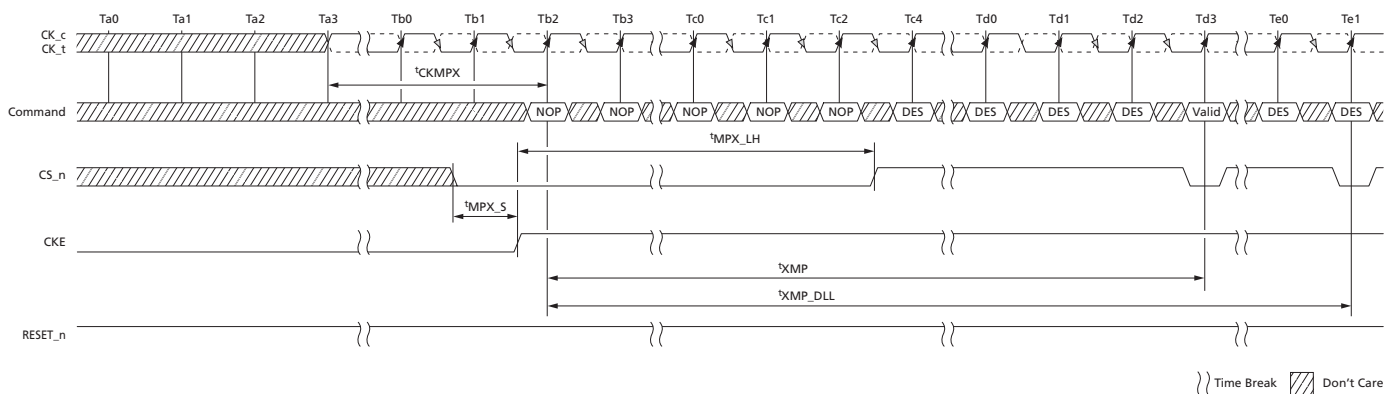 Ta0 Ta1 Ta2 Ta3 Tb0 Tb1 Tb2 Tb3 Tc0 Tc1 Tc2 Tc4 Td0 Td1 Td2 Td3 Te0 Te1
CK_c
CK_t
tCKMPX
Command NOP NOP NOP NOP NOP DES DES DES DES Valid DES DES
tMPX_LH
CS_n
tMPX_S
CKE
tXMP
tXMP_DLL
RESET_n
Time Break Don't Care